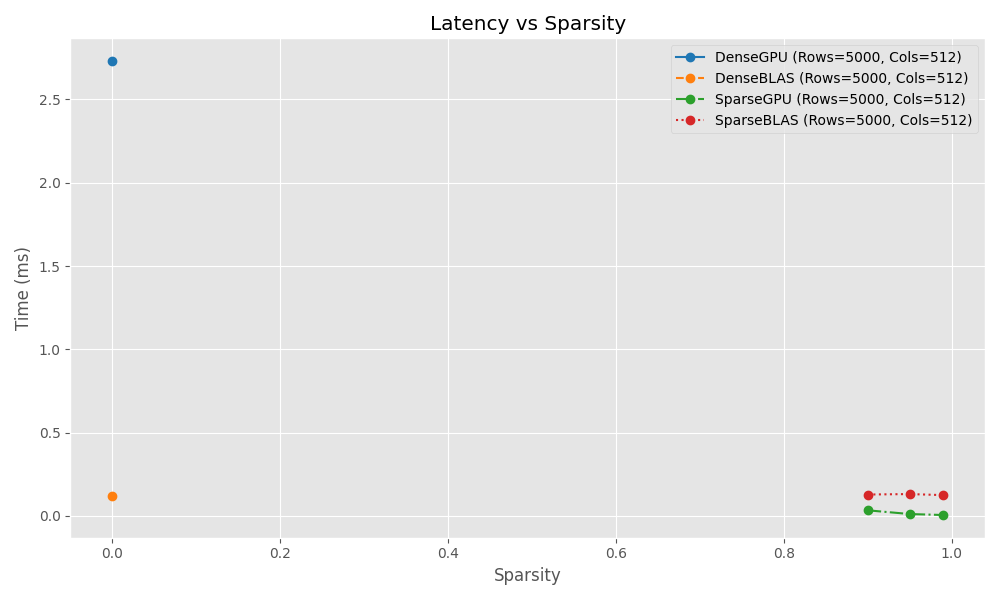 Latency vs Sparsity
DenseGPU (Rows=5000, Cols=512)
DenseBLAS (Rows=5000, Cols=512)
SparseGPU (Rows=5000, Cols=512)
SparseBLAS (Rows=5000, Cols=512)
Time (ms)
2.5
2.0
1.5
1.0
0.5
0.0
0.0 0.2 0.4 0.6 0.8 1.0
Sparsity